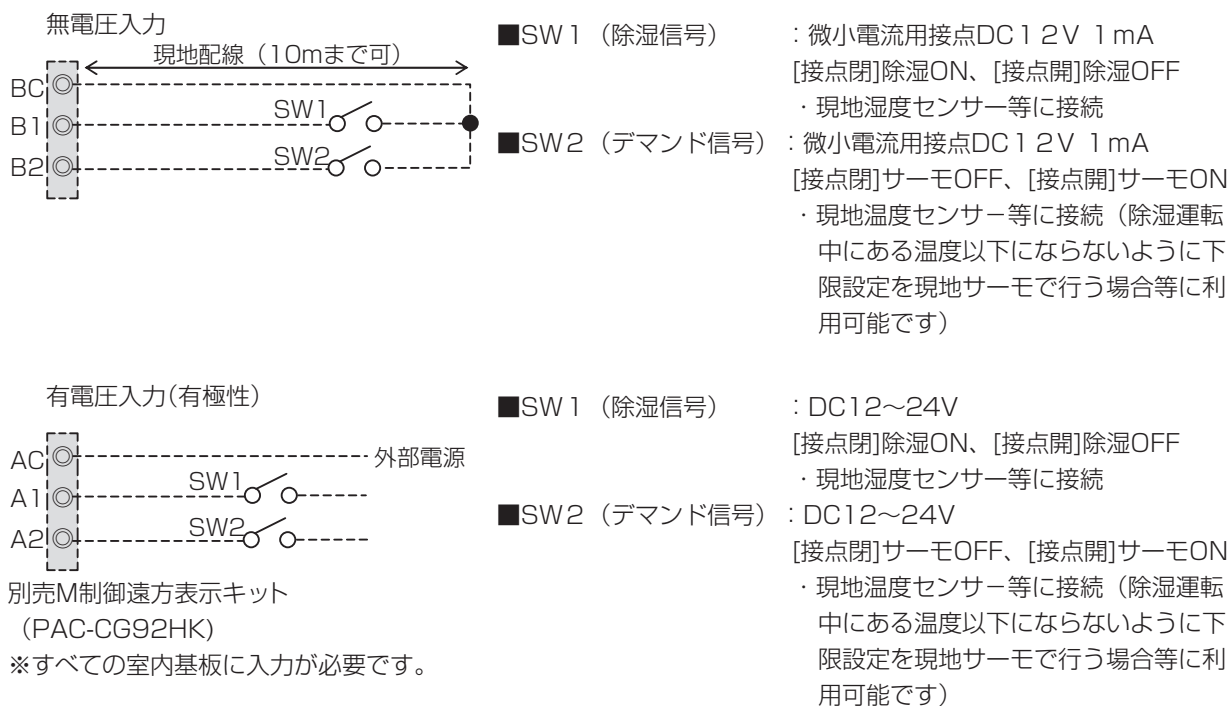 無電圧入力
現地配線（10mまで可）
BC
B1
B2
SW1
SW2
■SW1（除湿信号）　：微小電流用接点DC12V 1mA
[接点閉]除湿ON、[接点開]除湿OFF
・現地湿度センサー等に接続
■SW2（デマンド信号）：微小電流用接点DC12V 1mA
[接点閉]サーモOFF、[接点開]サーモON
・現地温度センサー等に接続（除湿運転
中にある温度以下にならないように下
限設定を現地サーモで行う場合等に利
用可能です）
有電圧入力(有極性)
AC
A1
A2
外部電源
SW1
SW2
別売M制御遠方表示キット
（PAC-CG92HK)
※すべての室内基板に入力が必要です。
■SW1（除湿信号）　：DC12～24V
[接点閉]除湿ON、[接点開]除湿OFF
・現地湿度センサー等に接続
■SW2（デマンド信号）：DC12～24V
[接点閉]サーモOFF、[接点開]サーモON
・現地温度センサー等に接続（除湿運転
中にある温度以下にならないように下
限設定を現地サーモで行う場合等に利
用可能です）